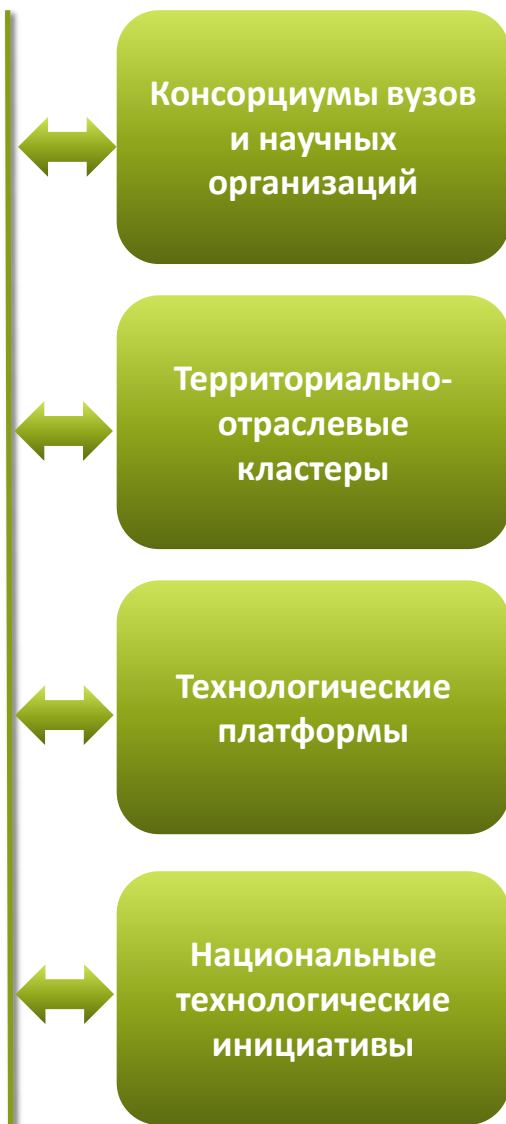 Консорциумы вузов
и научных
организаций
Территориально-
отраслевые
кластеры
Технологические
платформы
Национальные
технологические
инициативы